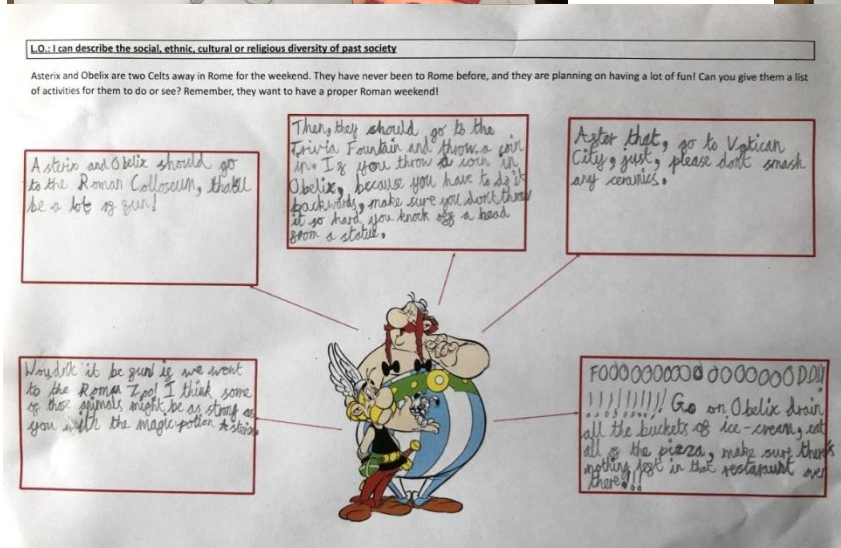 L.O.: I can describe the social, ethnic, cultural or religious diversity of past society
Asterix and Obelix are two Celts away in Rome for the weekend. They have never been to Rome before, and they are planning on having a lot of fun! Can you give them a list
of activities for them to do or see? Remember, they want to have a proper Roman weekend!
Asterix and Obelix should go
to the Roman Colloseum, that'll
be a lot of fun!
Then, they should go to the
Trivia Fountain and throw a coin
in. If you throw a coin in
Obelix, because you have to do it
backwards, make sure you don't throw
it so hard you knock off a head
from a statue.
After that, go to Vatican
City, just, please dont smash
any ceramics.
Wouldn't it be fun if we went
to the Roman Zoo! I think some
of those animals might be as strong as
you with the magic potion Asterix.
FOOOOOOOOOOOOOOOOODD!!!
!!!!!!!!! Go on Obelix drain
all the buckets of ice-cream, eat
all of the pizza, make sure there's
nothing left in that over
there!!!